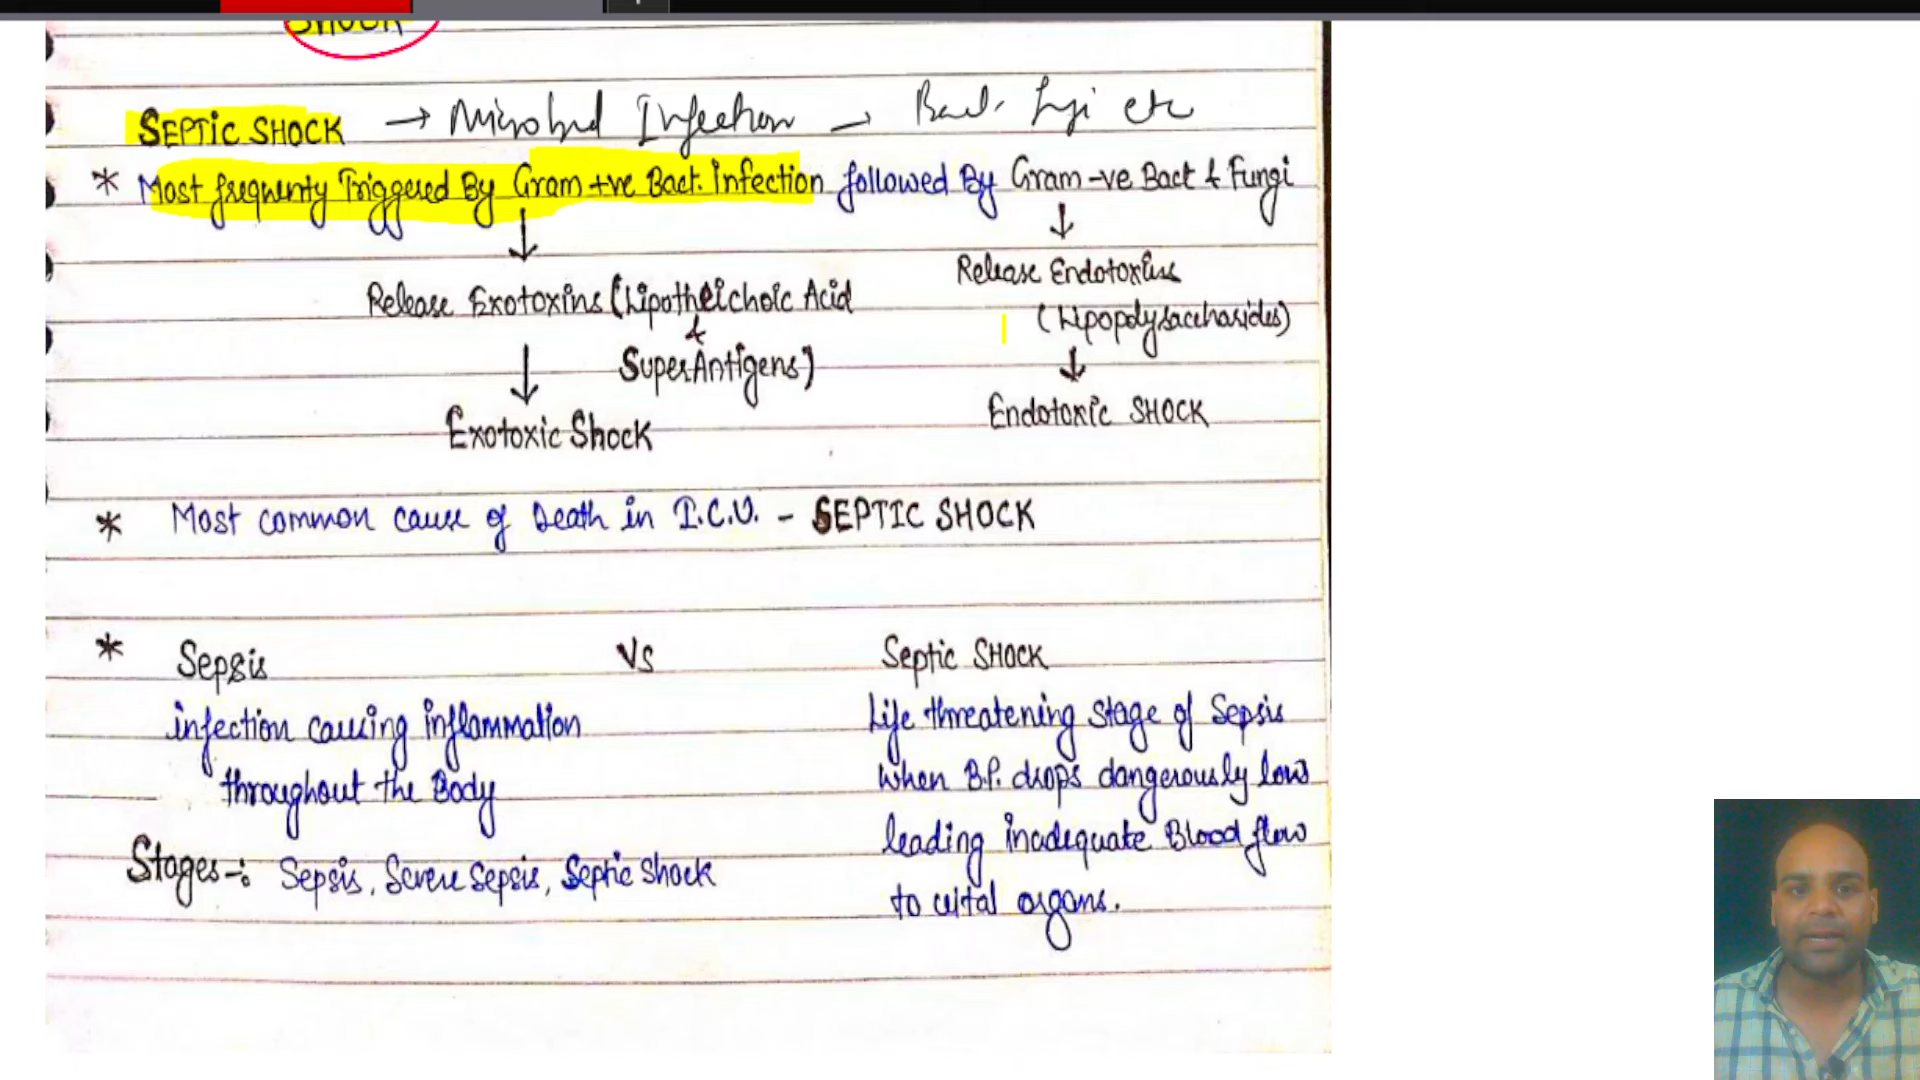 SHOCK
SEPTIC SHOCK → Microbial Infection → Bact. fungi etc
* Most frequenty Triggered By Gram +ve Bact. Infection followed By Gram -ve Bact & Fungi
↓ ↓
Release Exotoxins (Lipotheichoic Acid & SuperAntigens)
Release Endotoxins (Lipopolysaccharides)
↓ ↓
Exotoxic Shock
Endotoxic SHOCK
* Most common cause of Death in I.C.U. - SEPTIC SHOCK
* Sepsis Vs Septic SHOCK
infection causing inflammation
throughout the Body
Stages-: Sepsis, Severe Sepsis, Septic Shock
Life threatening stage of Sepsis
when B.P. drops dangerously low
leading inadequate Blood flow
to vital organs.